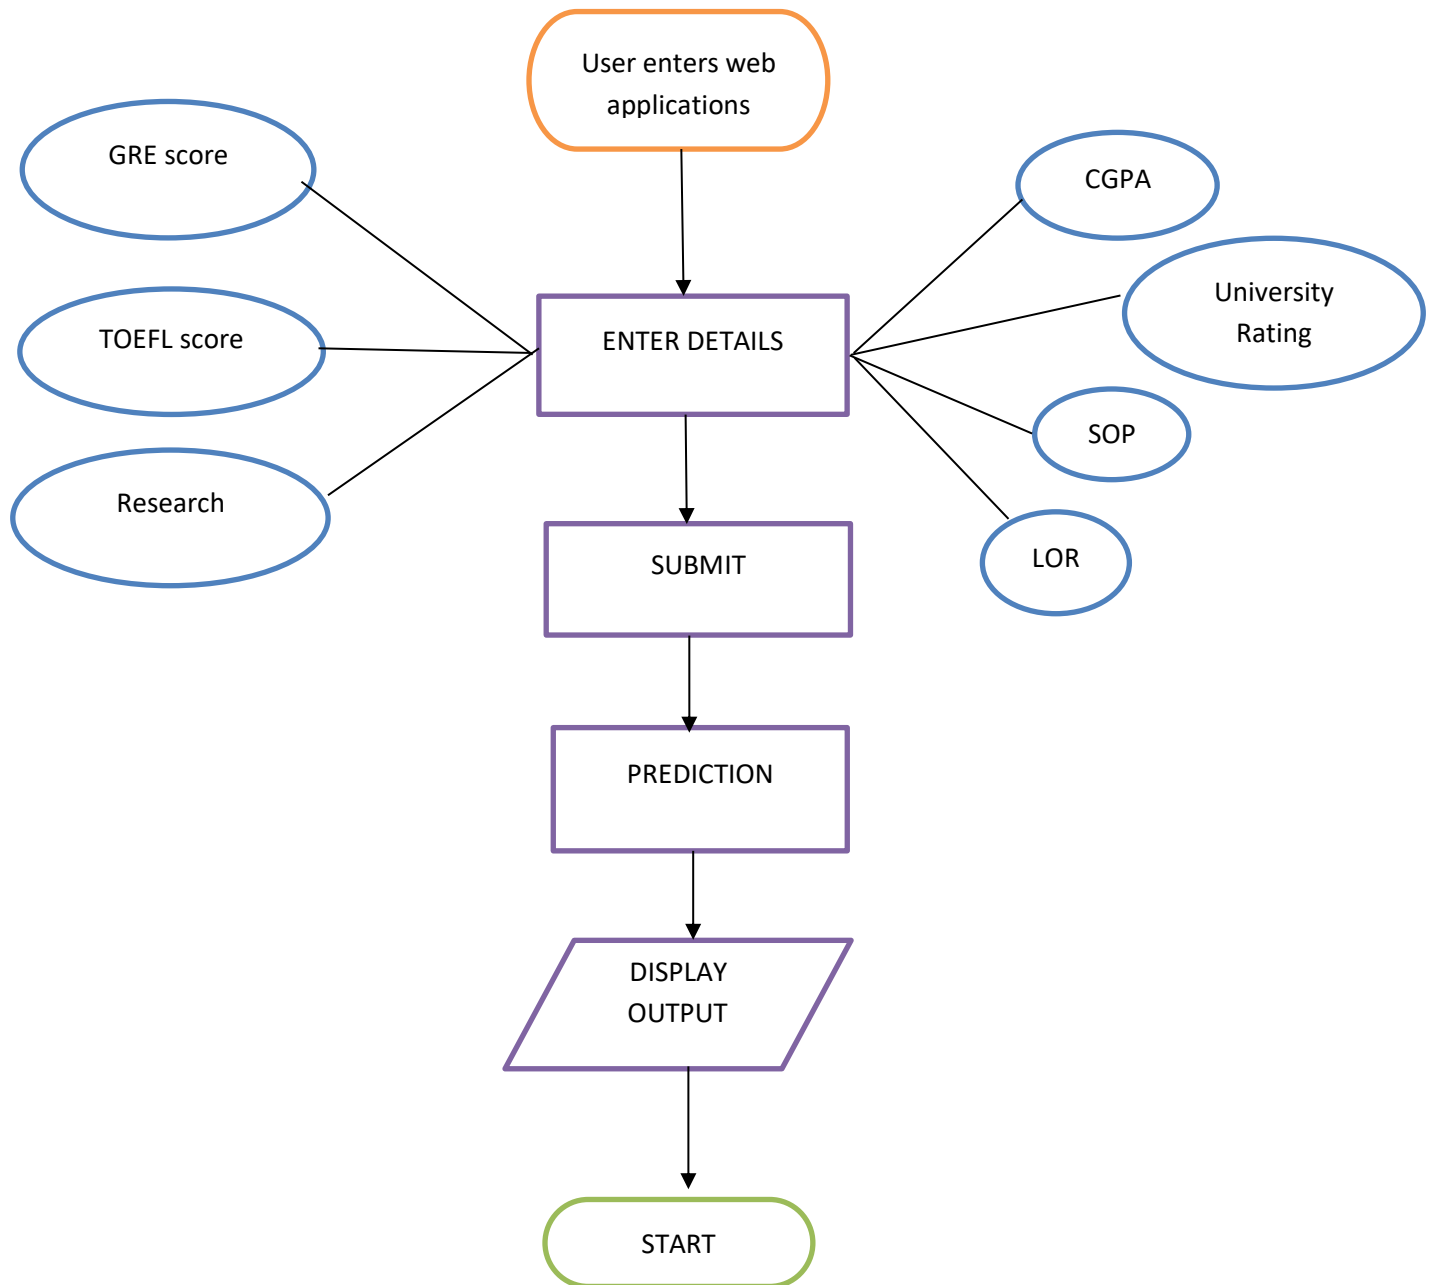 User enters web
applications
GRE score
CGPA
University
Rating
TOEFL score
ENTER DETAILS
SOP
Research
SUBMIT
LOR
PREDICTION
DISPLAY
OUTPUT
START